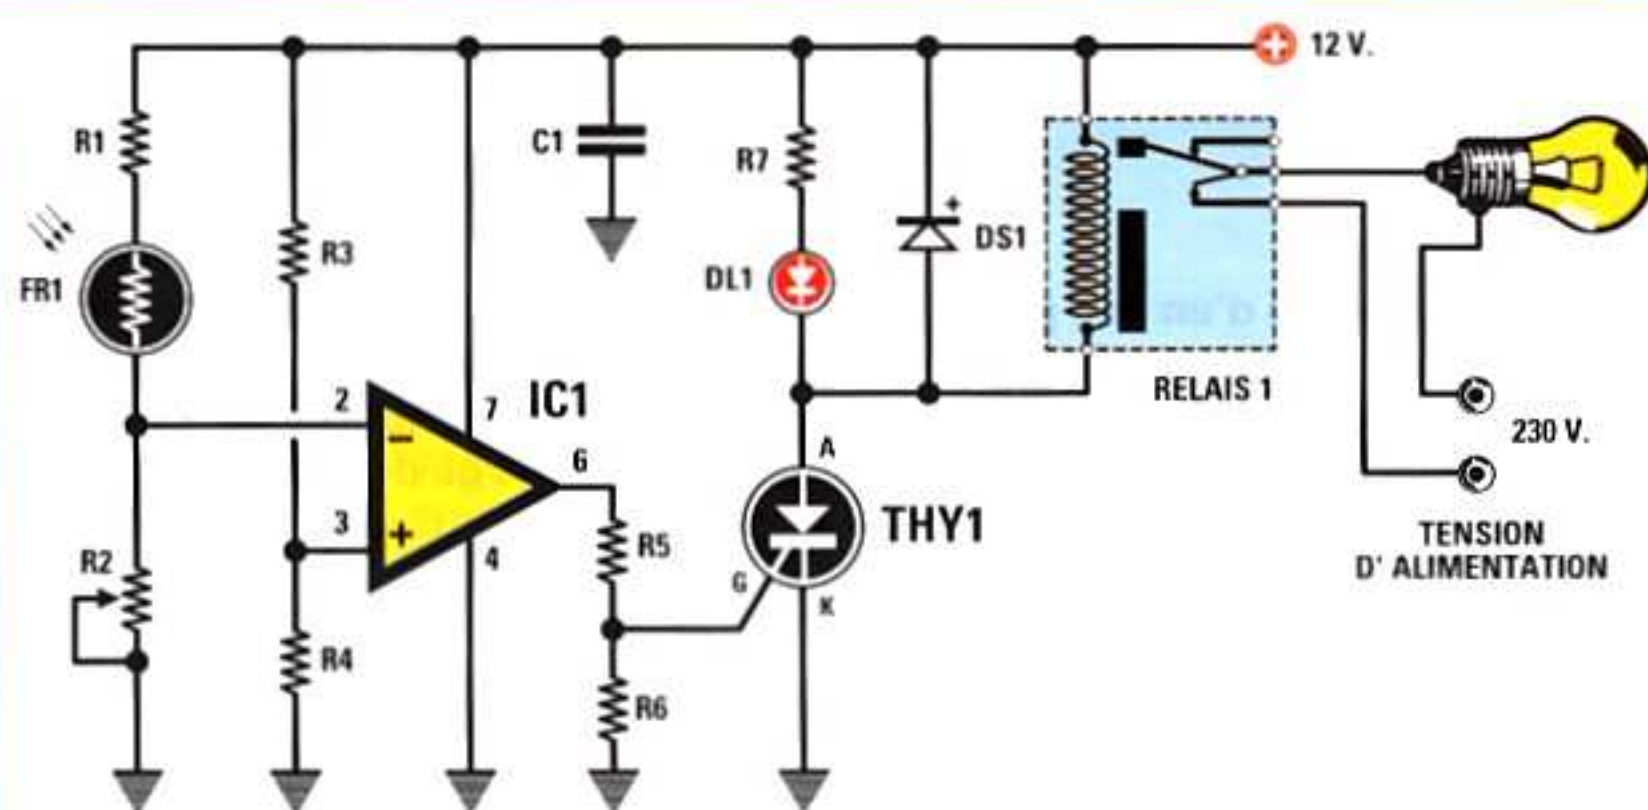 12 V.
R1
C1
R7
R3
DS1
FR1
DL1
RELAIS 1
2
7
IC1
230 V.
6
A
3
THY1
R2
4
R5
G
K
TENSION
D' ALIMENTATION
R4
R6